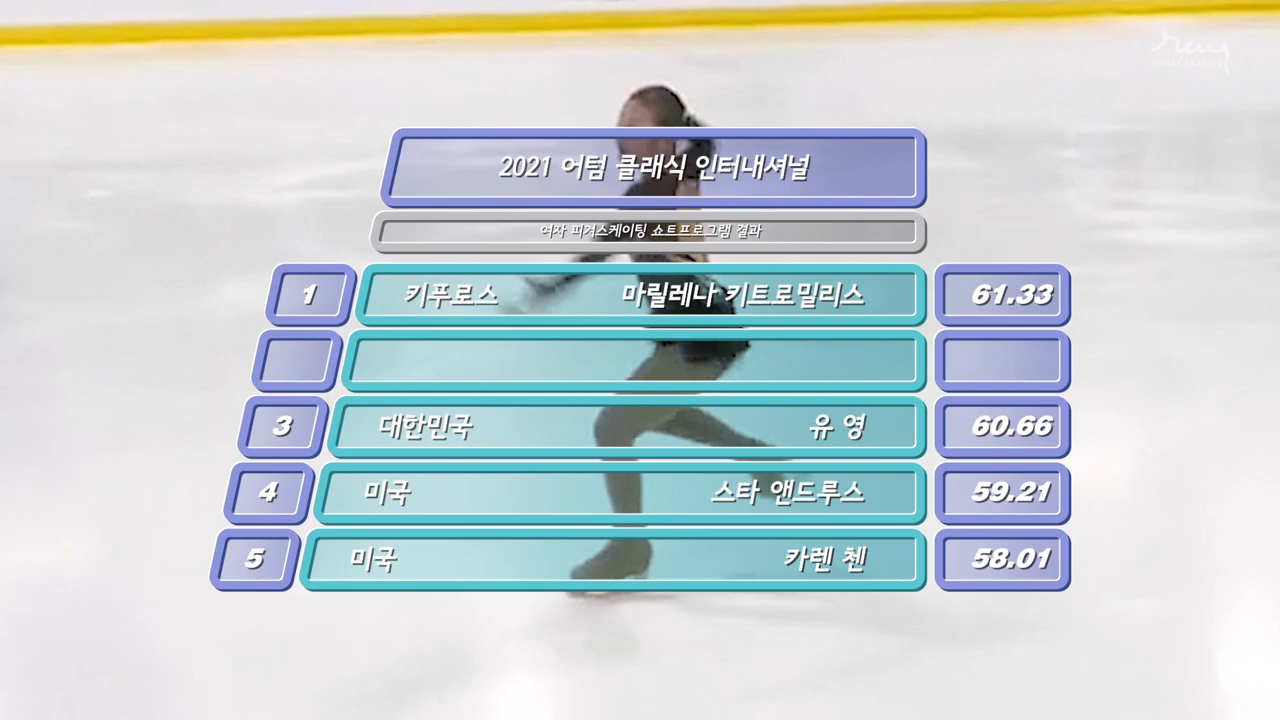 2021 어텀 클래식 인터내셔널
여자 피겨스케이팅 쇼트프로그램 결과
1 키푸로스 마릴레나 키트로밀리스 61.33
3 대한민국 유 영 60.66
4 미국 스타 앤드루스 59.21
5 미국 카렌 첸 58.01